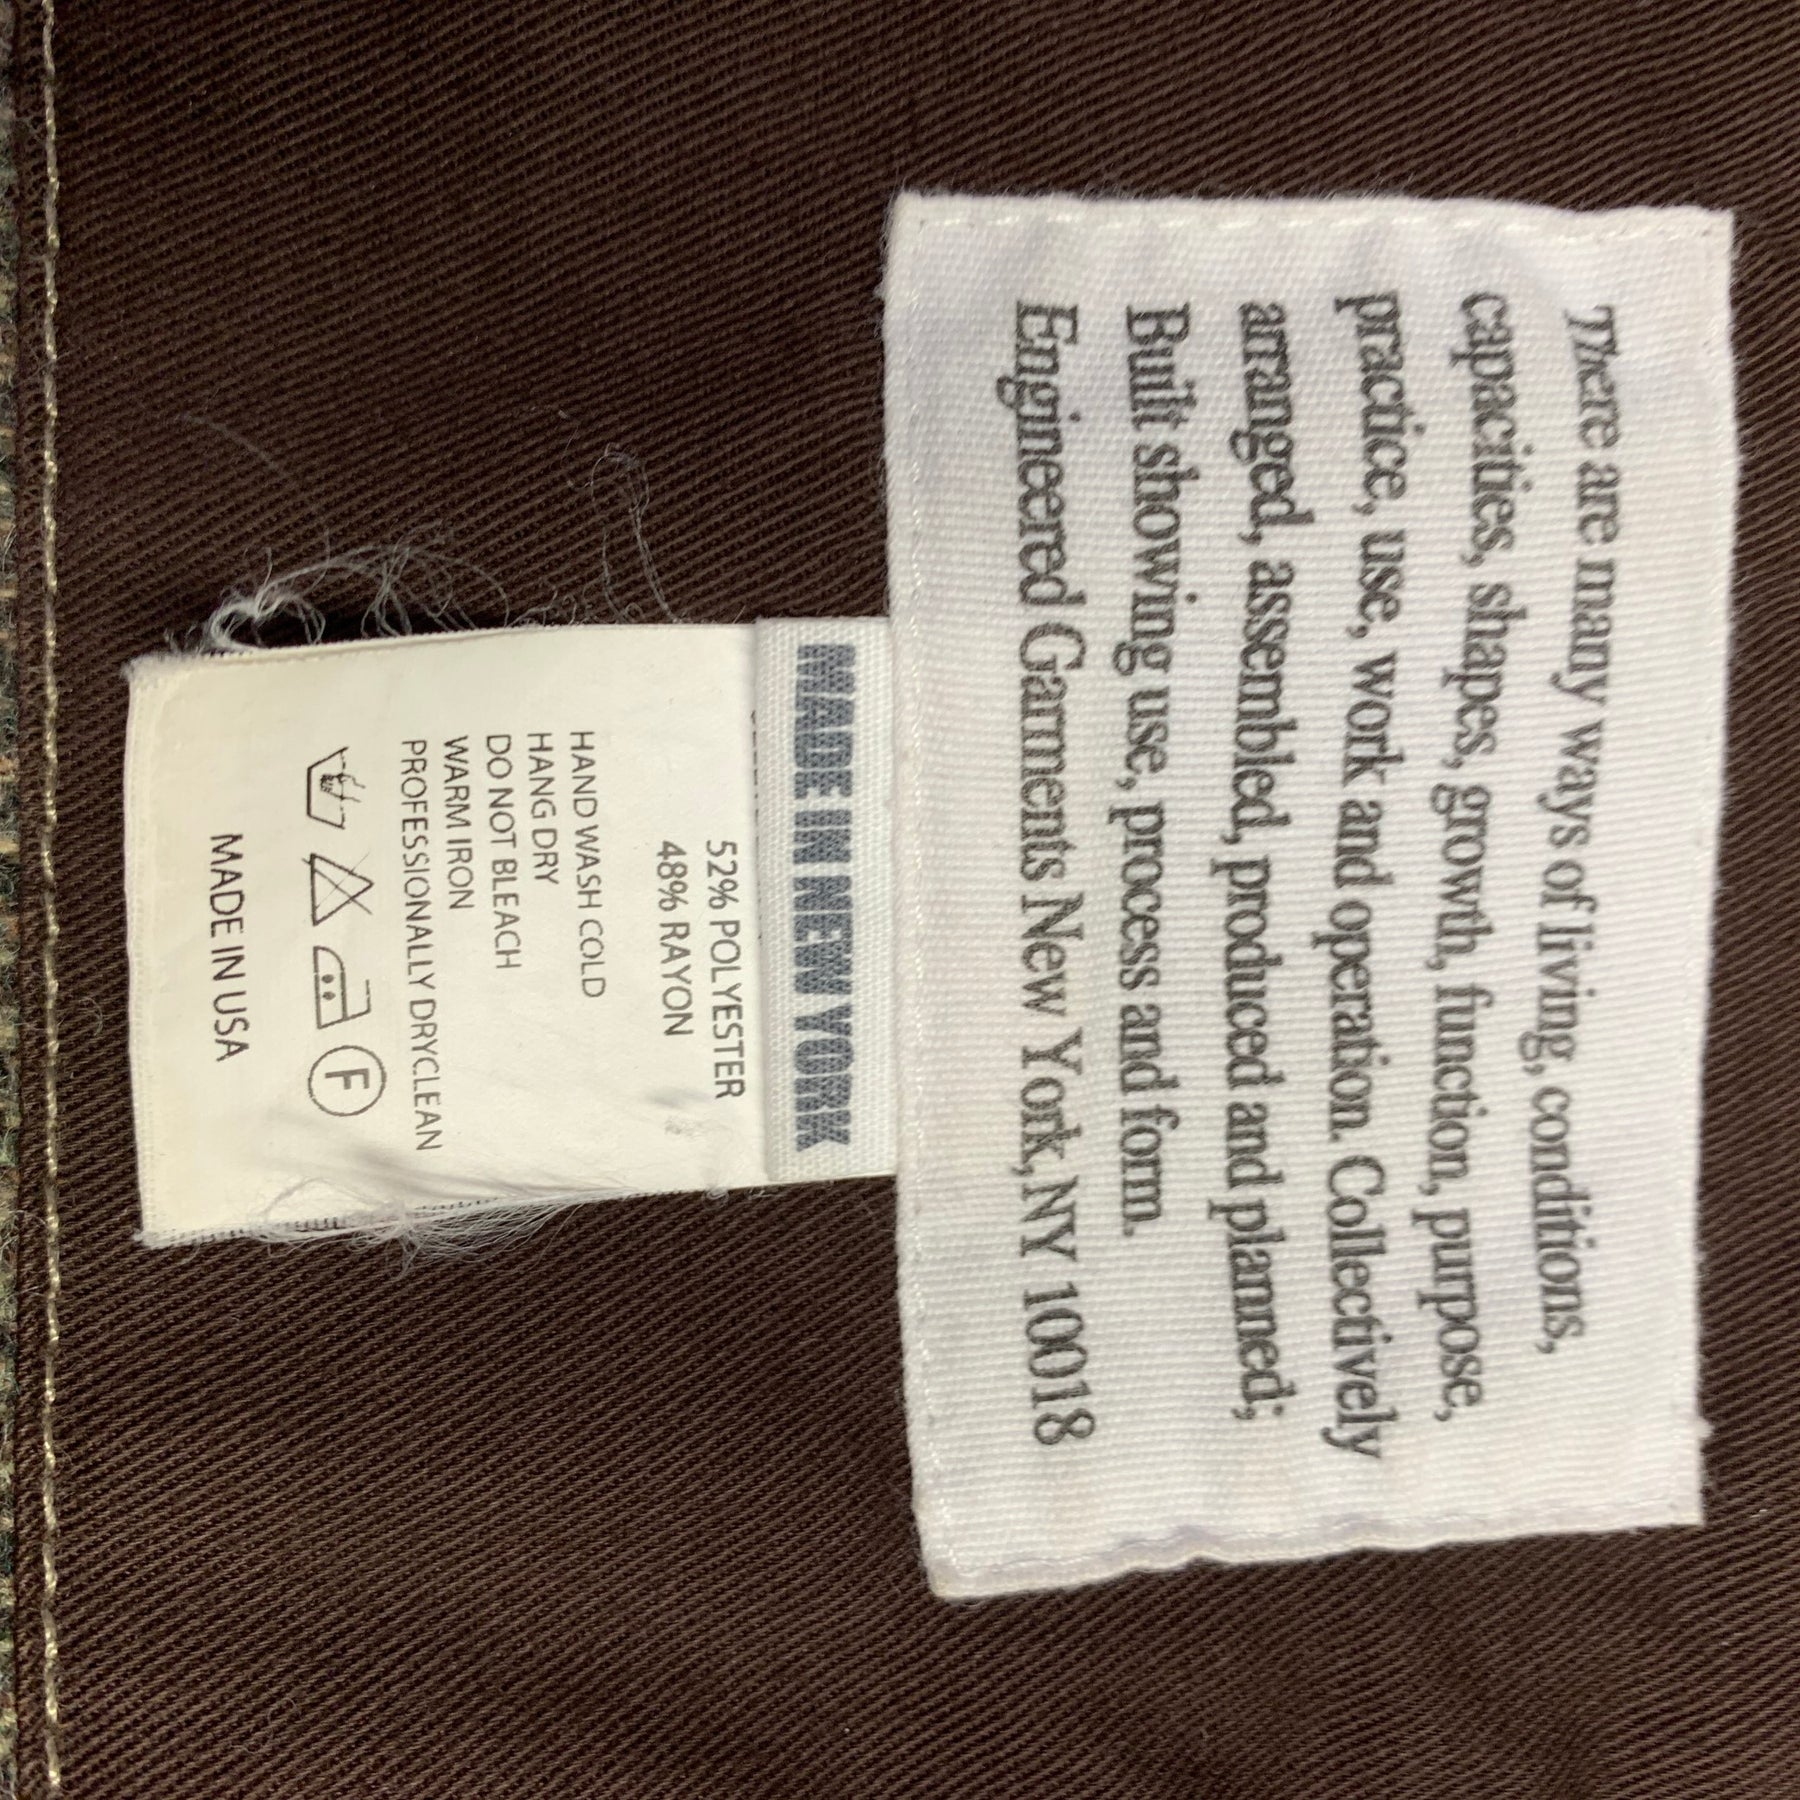 There are many ways of living, conditions,
capacities, shapes, growth, function, purpose,
practice, use, work and operation. Collectively
arranged, assembled, produced and planned;
Built showing use, process and form.
Engineered Garments New York, NY 10018
MADE IN NEW YORK
52% POLYESTER
48% RAYON
HAND WASH COLD
HANG DRY
DO NOT BLEACH
WARM IRON
PROFESSIONALLY DRYCLEAN
F
MADE IN USA